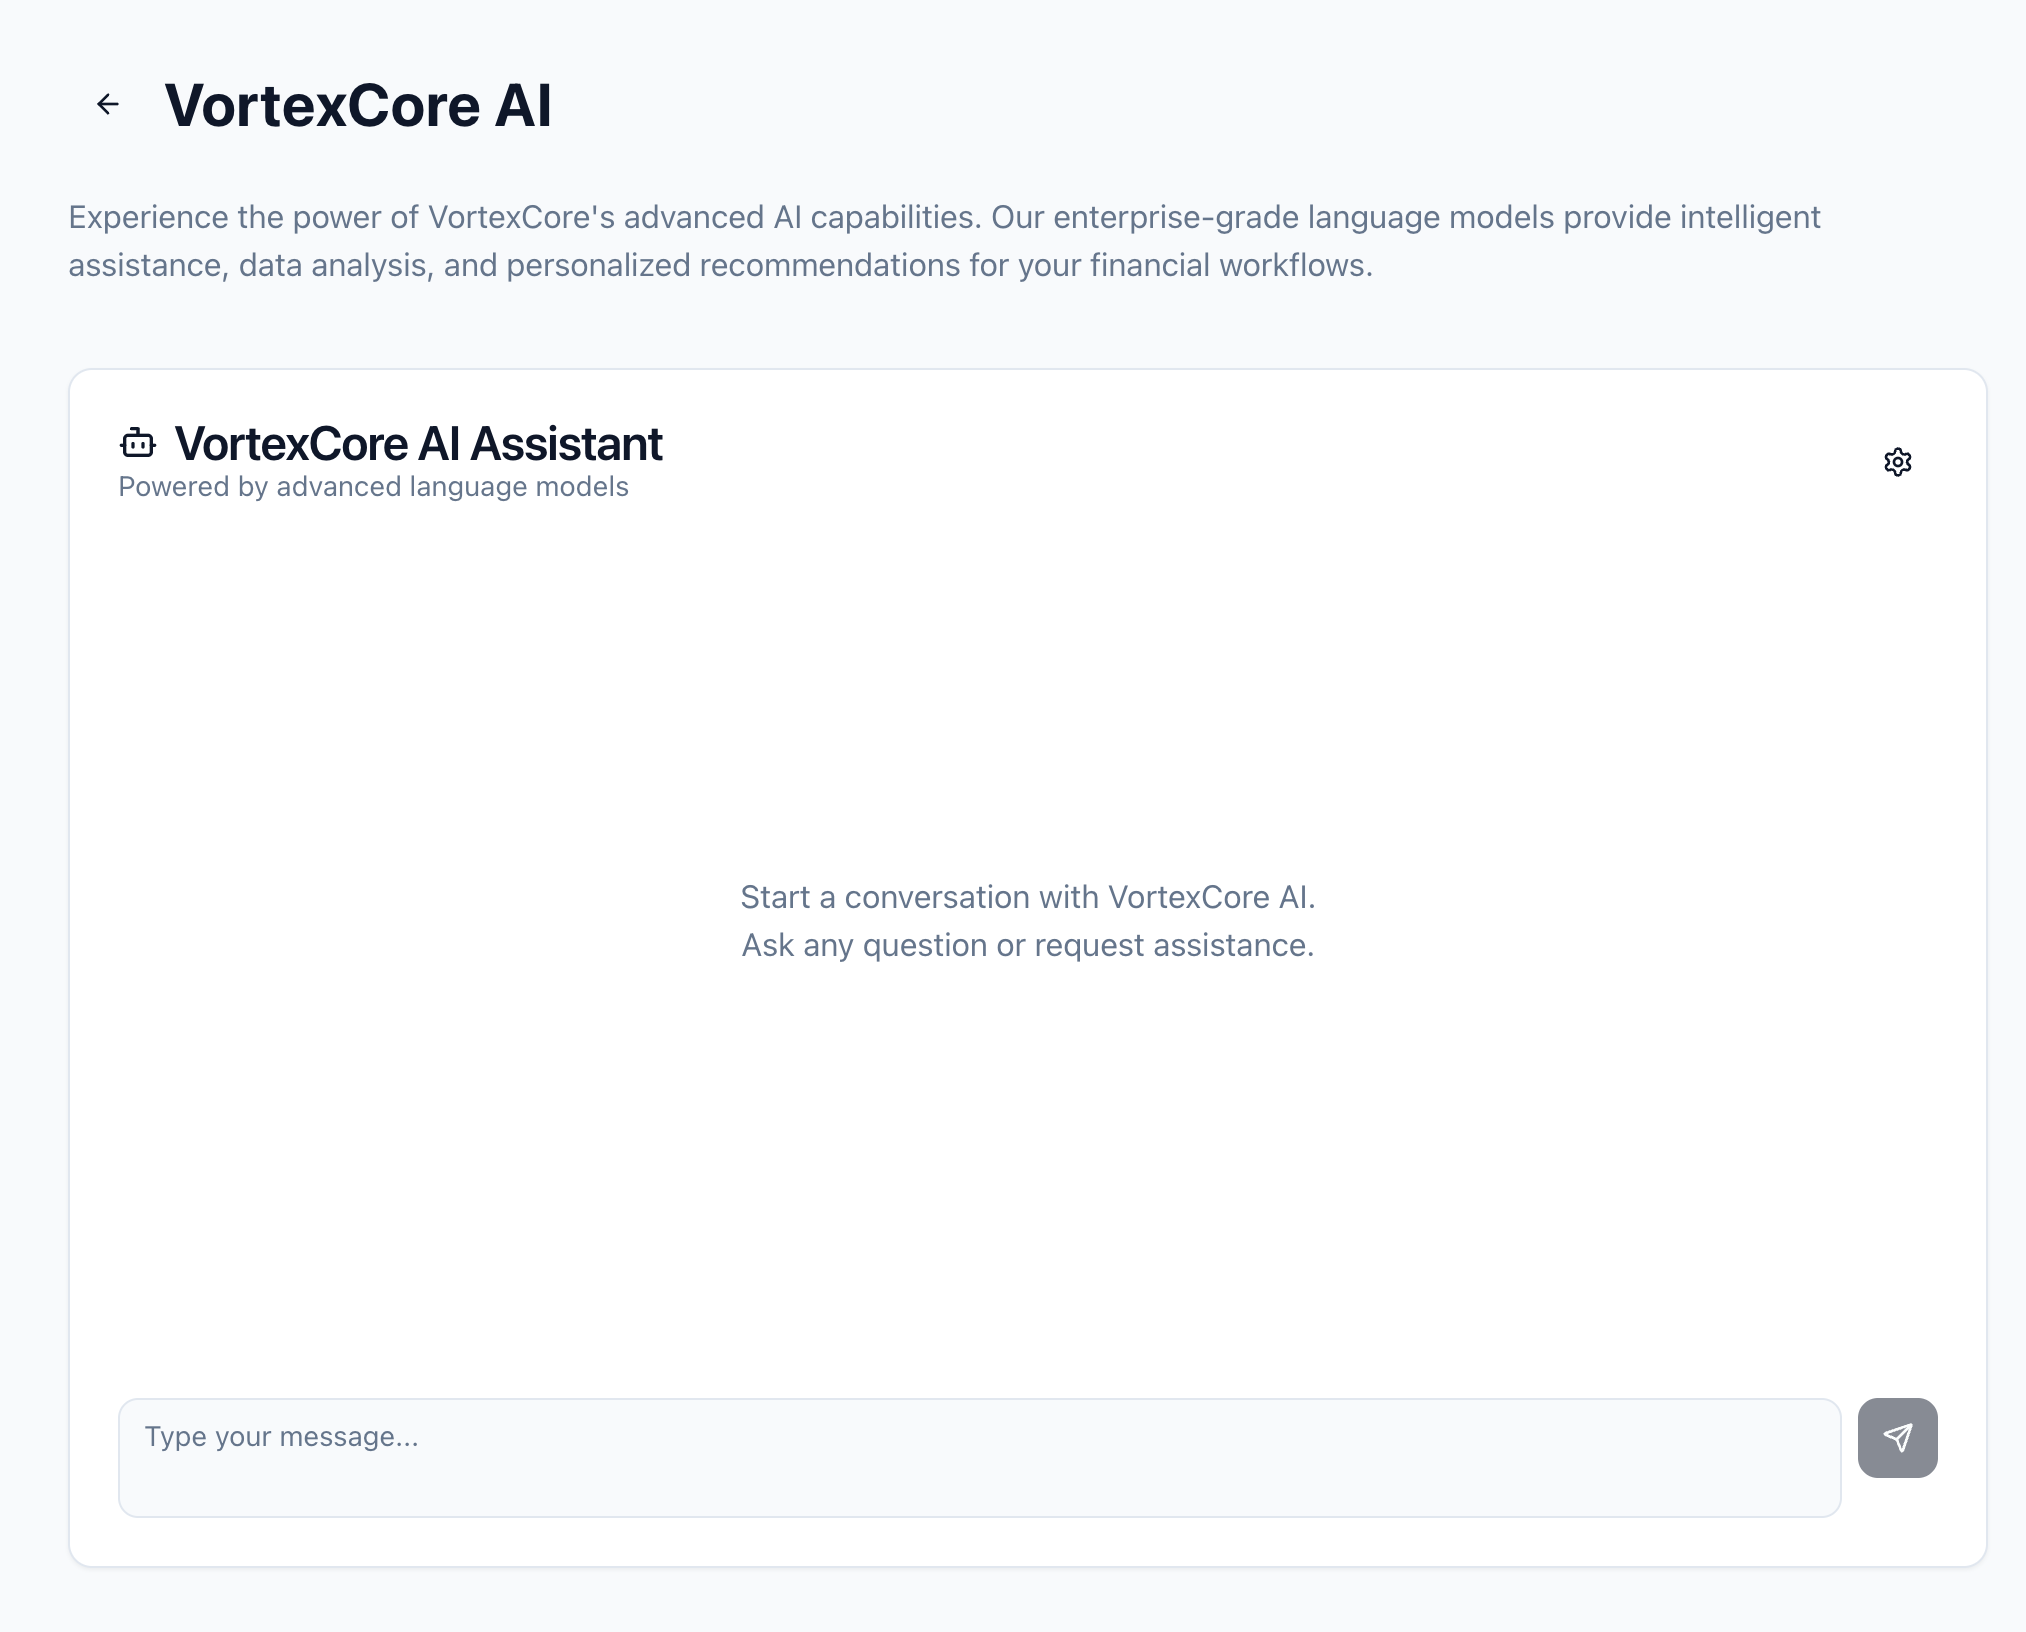 VortexCore AI
Experience the power of VortexCore's advanced AI capabilities. Our enterprise-grade language models provide intelligent
assistance, data analysis, and personalized recommendations for your financial workflows.
VortexCore AI Assistant
Powered by advanced language models
Start a conversation with VortexCore AI.
Ask any question or request assistance.
Type your message...